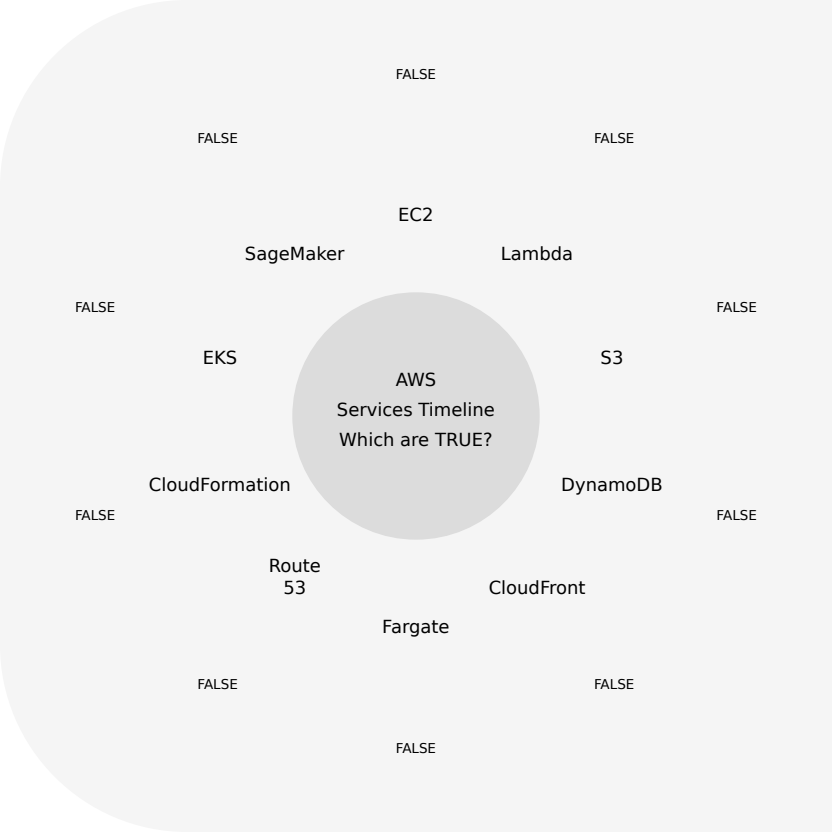 FALSE
FALSE
FALSE
EC2
SageMaker
Lambda
FALSE
FALSE
EKS
S3
AWS
Services Timeline
Which are TRUE?
CloudFormation
DynamoDB
FALSE
FALSE
Route
53
CloudFront
Fargate
FALSE
FALSE
FALSE